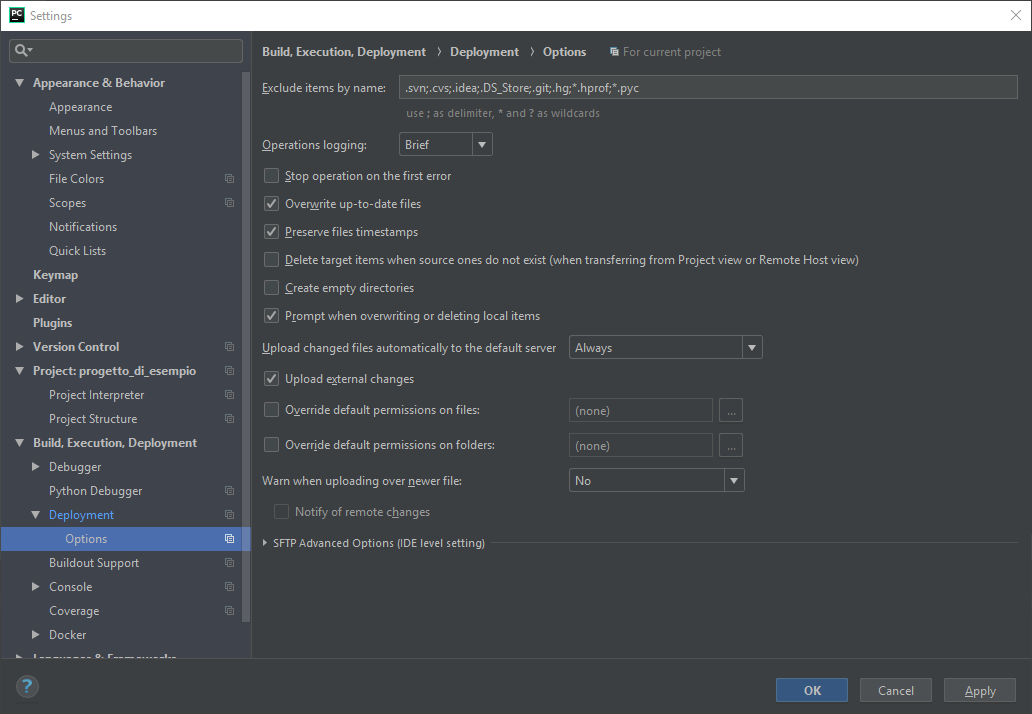 PC
Settings
Appearance & Behavior
Appearance
Menus and Toolbars
System Settings
File Colors
Scopes
Notifications
Quick Lists
Keymap
Editor
Plugins
Version Control
Project: progetto_di_esempio
Project Interpreter
Project Structure
Build, Execution, Deployment
Debugger
Python Debugger
Deployment
Options
Buildout Support
Console
Coverage
Docker
Languages & Frameworks
Build, Execution, Deployment › Deployment › Options For current project
Exclude items by name: .svn;.cvs;.idea;.DS_Store;.git;.hg;*.hprof;*.pyc
use ; as delimiter, * and ? as wildcards
Operations logging: Brief
Stop operation on the first error
Overwrite up-to-date files
Preserve files timestamps
Delete target items when source ones do not exist (when transferring from Project view or Remote Host view)
Create empty directories
Prompt when overwriting or deleting local items
Upload changed files automatically to the default server Always
Upload external changes
Override default permissions on files: (none) ...
Override default permissions on folders: (none) ...
Warn when uploading over newer file: No
Notify of remote changes
SFTP Advanced Options (IDE level setting)
?
OK Cancel Apply